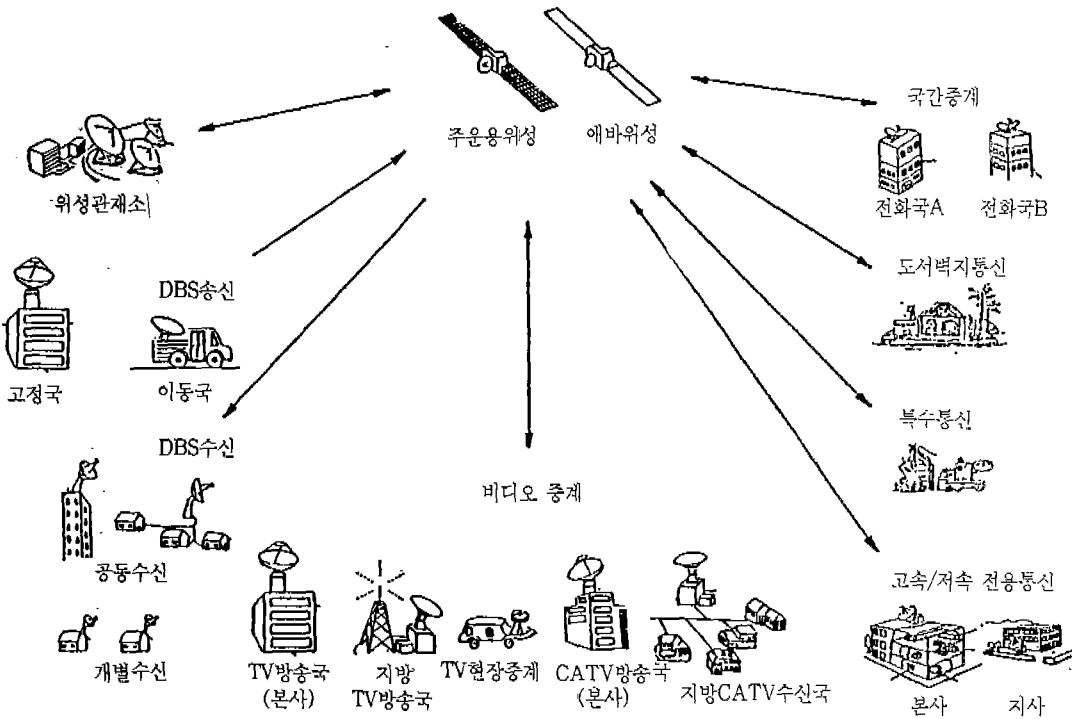 주운용위성
애바위성
위성관재소
국간중계
전화국A
전화국B
DBS송신
고정국
이동국
도서벽지통신
DBS수신
특수통신
공동수신
비디오 중계
개별수신
TV방송국
(본사)
지방
TV방송국
TV현장중계
CATV방송국
(본사)
지방CATV수신국
고속/저속 전용통신
본사
지사